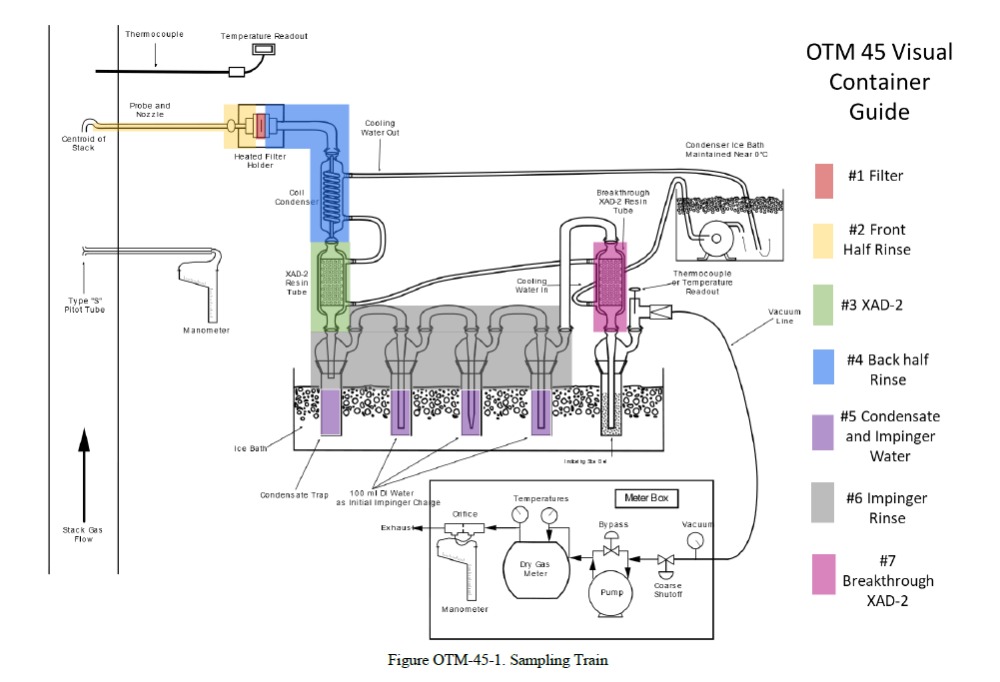 Thermocouple
Temperature Readout
OTM 45 Visual
Container
Guide
Probe and
Nozzle
Centroid of
Stack
Heated Filter
Holder
Cooling
Water Out
Condenser Ice Bath
Maintained Near 0°C
#1 Filter
Coil
Condenser
Breakthrough
XAD-2 Resin
Tube
#2 Front
Half Rinse
XAD-2
Resin
Tube
Cooling
Water In
Thermocouple
or Temperature
Readout
Type "S"
Pitot Tube
Manometer
Vacuum
Line
#3 XAD-2
#4 Back half
Rinse
#5 Condensate
and Impinger
Water
Ice Bath
Condensate Trap
100 ml DI Water
as Initial Impinger Charge
Indicating Silica Gel
#6 Impinger
Rinse
Stack Gas
Flow
Meter Box
Temperatures
Orifice
Exhaust
Bypass
Vacuum
Dry Gas
Meter
Pump
Coarse
Shutoff
Manometer
#7
Breakthrough
XAD-2
Figure OTM-45-1. Sampling Train